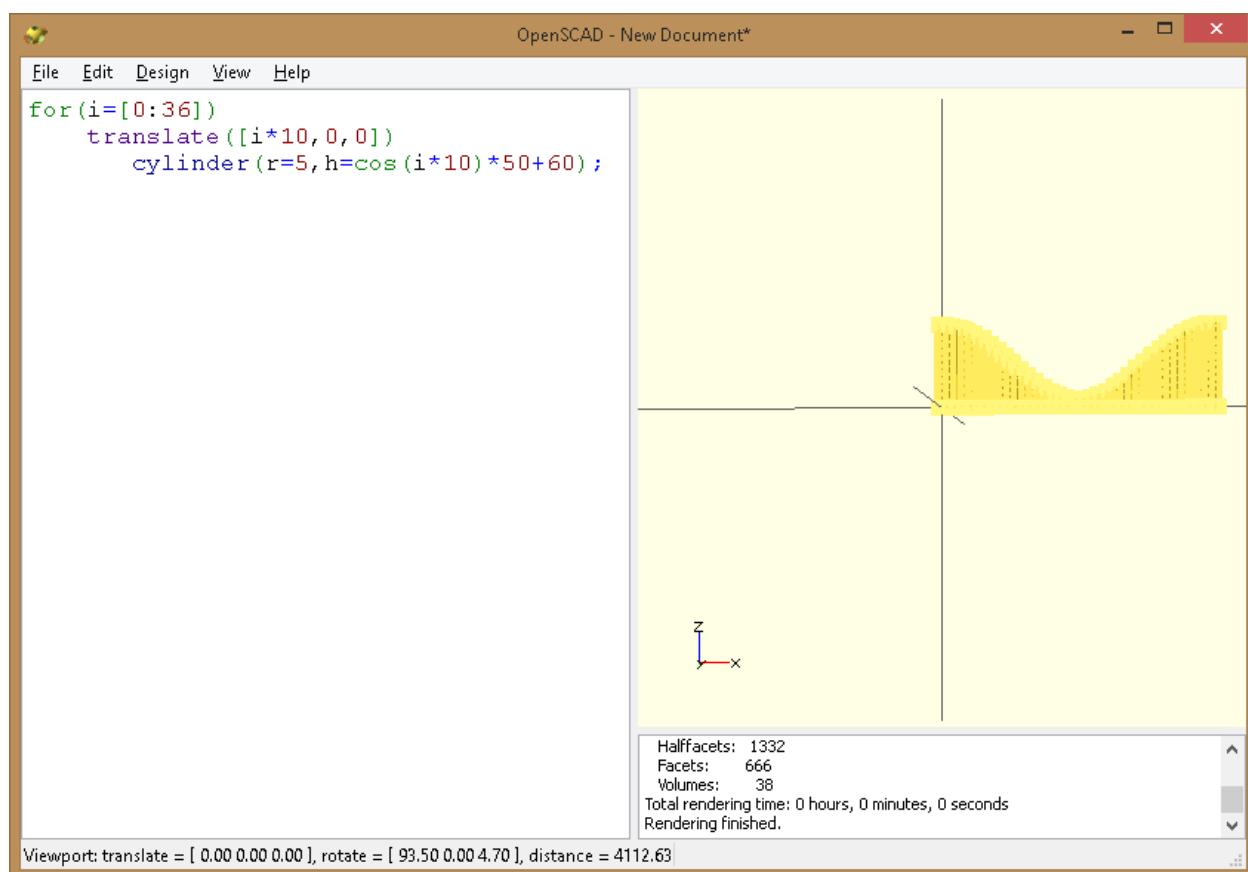 OpenSCAD - New Document*
File Edit Design View Help
for(i=[0:36])
translate([i*10,0,0])
cylinder(r=5,h=cos(i*10)*50+60);
Z
x
y
Halffacets: 1332
Facets: 666
Volumes: 38
Total rendering time: 0 hours, 0 minutes, 0 seconds
Rendering finished.
Viewport: translate = [ 0.00 0.00 0.00 ], rotate = [ 93.50 0.00 4.70 ], distance = 4112.63